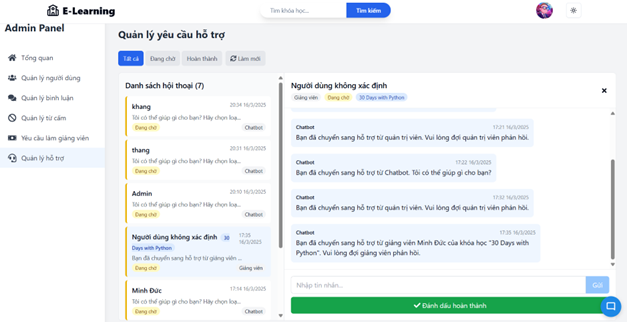 E-Learning
Tìm khóa học...
Tìm kiếm
Admin Panel
Tổng quan
Quản lý người dùng
Quản lý bình luận
Quản lý từ cấm
Yêu cầu làm giảng viên
Quản lý hỗ trợ
Quản lý yêu cầu hỗ trợ
Tất cả
Đang chờ
Hoàn thành
Làm mới
Danh sách hội thoại (7)
khang
20:34 16/3/2025
Tôi có thể giúp gì cho bạn? Hãy chọn loạ...
Đang chờ
Chatbot
thang
20:31 16/3/2025
Tôi có thể giúp gì cho bạn? Hãy chọn loạ...
Đang chờ
Chatbot
Admin
20:10 16/3/2025
Tôi có thể giúp gì cho bạn? Hãy chọn loạ...
Đang chờ
Chatbot
Người dùng không xác định
30
Days with Python
17:35
16/3/2025
Bạn đã chuyển sang hỗ trợ từ giảng viên ...
Đang chờ
Giảng viên
Minh Đức
17:14 16/3/2025
Tôi có thể giúp gì cho bạn? Hãy chọn loạ...
Đang chờ
Chatbot
Người dùng không xác định
Giảng viên
Đang chờ
30 Days with Python
Chatbot
17:21 16/3/2025
Bạn đã chuyển sang hỗ trợ từ quản trị viên. Vui lòng đợi quản trị viên phản hồi.
Chatbot
17:22 16/3/2025
Bạn đã chuyển sang hỗ trợ từ Chatbot. Tôi có thể giúp gì cho bạn?
Chatbot
17:32 16/3/2025
Bạn đã chuyển sang hỗ trợ từ quản trị viên. Vui lòng đợi quản trị viên phản hồi.
Chatbot
17:35 16/3/2025
Bạn đã chuyển sang hỗ trợ từ giảng viên Minh Đức của khóa học "30 Days with
Python". Vui lòng đợi giảng viên phản hồi.
Nhập tin nhắn...
Gửi
Đánh dấu hoàn thành